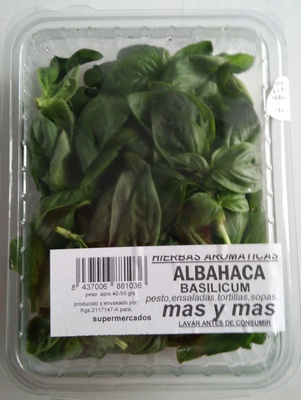 HIERBAS AROMATICAS
ALBAHACA
BASILICUM
pesto,ensaladas,tortillas,sopas...
mas y mas
LAVAR ANTES DE CONSUMIR
8 437006 881036
peso aprx 40-50 grs
producido y envasado por:
Rgs.2117147-A para;
supermercados